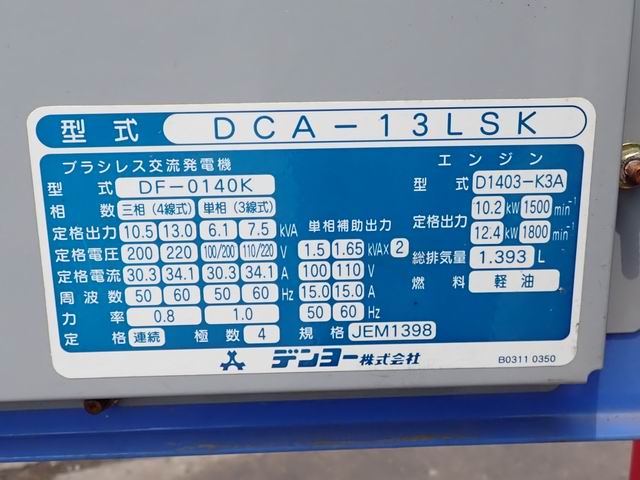 型式 DCA－13LSK
ブラシレス交流発電機 エンジン
型式 DF－0140K 型式 D1403－K3A
相数 三相(4線式) 単相(3線式) 単相補助出力 定格出力 10.2 kW 1500 min⁻¹
定格出力 10.5 13.0 6.1 7.5 kVA 1.5 1.65 kVA×2 12.4 kW 1800 min⁻¹
定格電圧 200 220 100/200 110/220 V 100 110 V 総排気量 1.393 L
定格電流 30.3 34.1 30.3 34.1 A 15.0 15.0 A 燃料 軽油
周波数 50 60 50 60 Hz 50 60 Hz
力率 0.8 1.0
定格 連続 極数 4 規格 JEM1398
デンヨー株式会社 B0311 0350